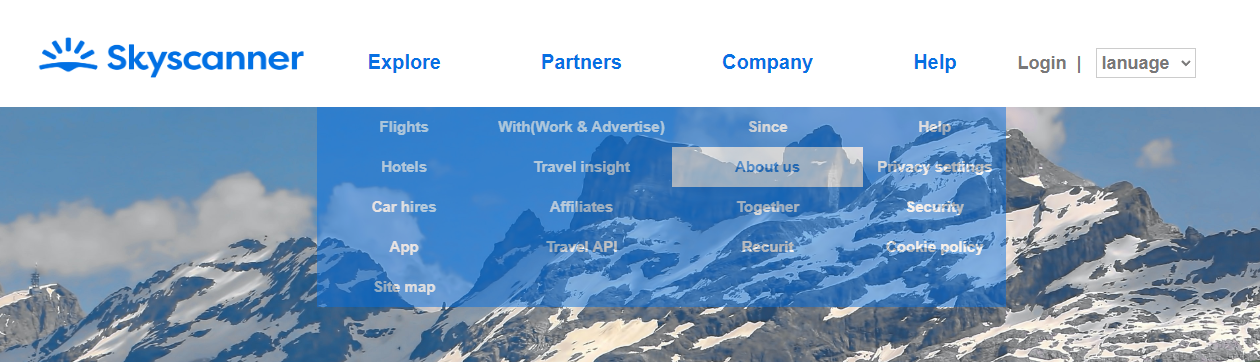 Skyscanner Explore Partners Company Help Login | lanuage
Flights With(Work & Advertise) Since Help
Hotels Travel insight About us Privacy settings
Car hires Affiliates Together Security
App Travel API Recurit Cookie policy
Site map